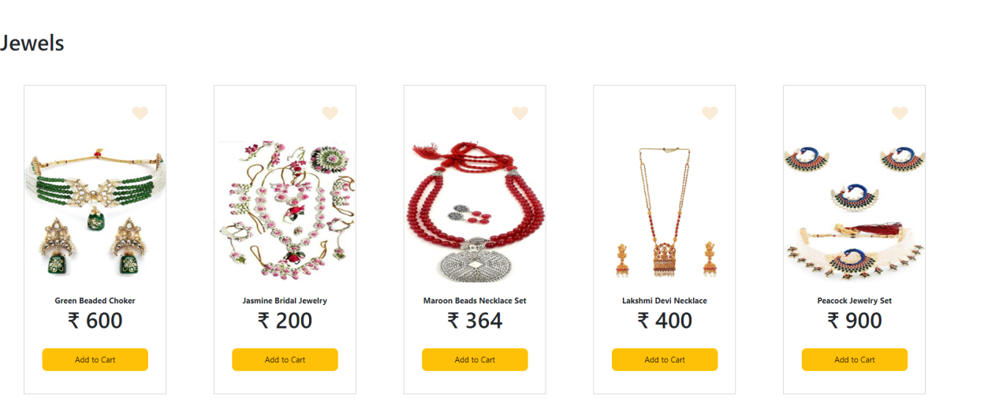 Jewels
Green Beaded Choker
₹ 600
Add to Cart
Jasmine Bridal Jewelry
₹ 200
Add to Cart
Maroon Beads Necklace Set
₹ 364
Add to Cart
Lakshmi Devi Necklace
₹ 400
Add to Cart
Peacock Jewelry Set
₹ 900
Add to Cart